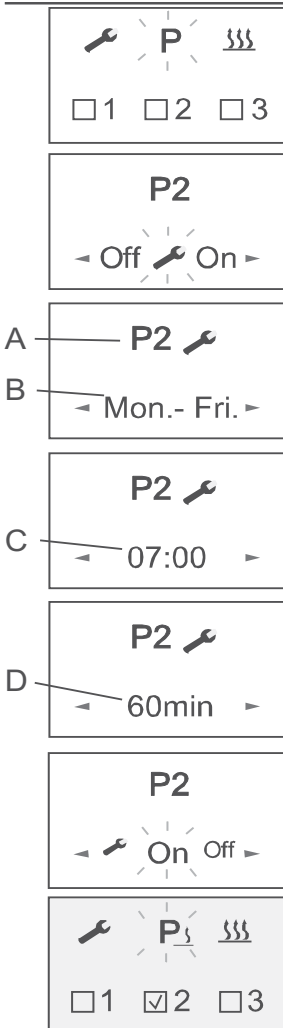 P
☐ 1 ☐ 2 ☐ 3
P2
Off On
A P2
B Mon.- Fri.
P2
C 07:00
P2
D 60min
P2
On Off
P
☐ 1 ☑ 2 ☐ 3